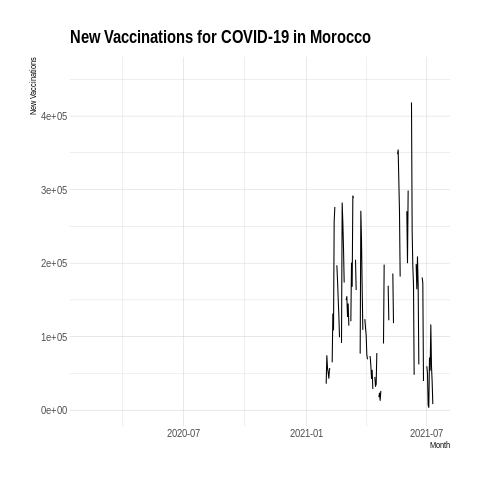 New Vaccinations for COVID-19 in Morocco
New Vaccinations
4e+05
3e+05
2e+05
1e+05
0e+00
2020-07
2021-01
2021-07
Month